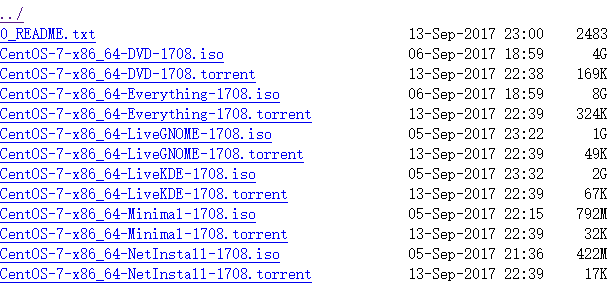 ../
0_README.txt 13-Sep-2017 23:00 2483
CentOS-7-x86_64-DVD-1708.iso 06-Sep-2017 18:59 4G
CentOS-7-x86_64-DVD-1708.torrent 13-Sep-2017 22:38 169K
CentOS-7-x86_64-Everything-1708.iso 06-Sep-2017 18:59 8G
CentOS-7-x86_64-Everything-1708.torrent 13-Sep-2017 22:39 324K
CentOS-7-x86_64-LiveGNOME-1708.iso 05-Sep-2017 23:22 1G
CentOS-7-x86_64-LiveGNOME-1708.torrent 13-Sep-2017 22:39 49K
CentOS-7-x86_64-LiveKDE-1708.iso 05-Sep-2017 23:32 2G
CentOS-7-x86_64-LiveKDE-1708.torrent 13-Sep-2017 22:39 67K
CentOS-7-x86_64-Minimal-1708.iso 05-Sep-2017 22:15 792M
CentOS-7-x86_64-Minimal-1708.torrent 13-Sep-2017 22:39 32K
CentOS-7-x86_64-NetInstall-1708.iso 05-Sep-2017 21:36 422M
CentOS-7-x86_64-NetInstall-1708.torrent 13-Sep-2017 22:39 17K